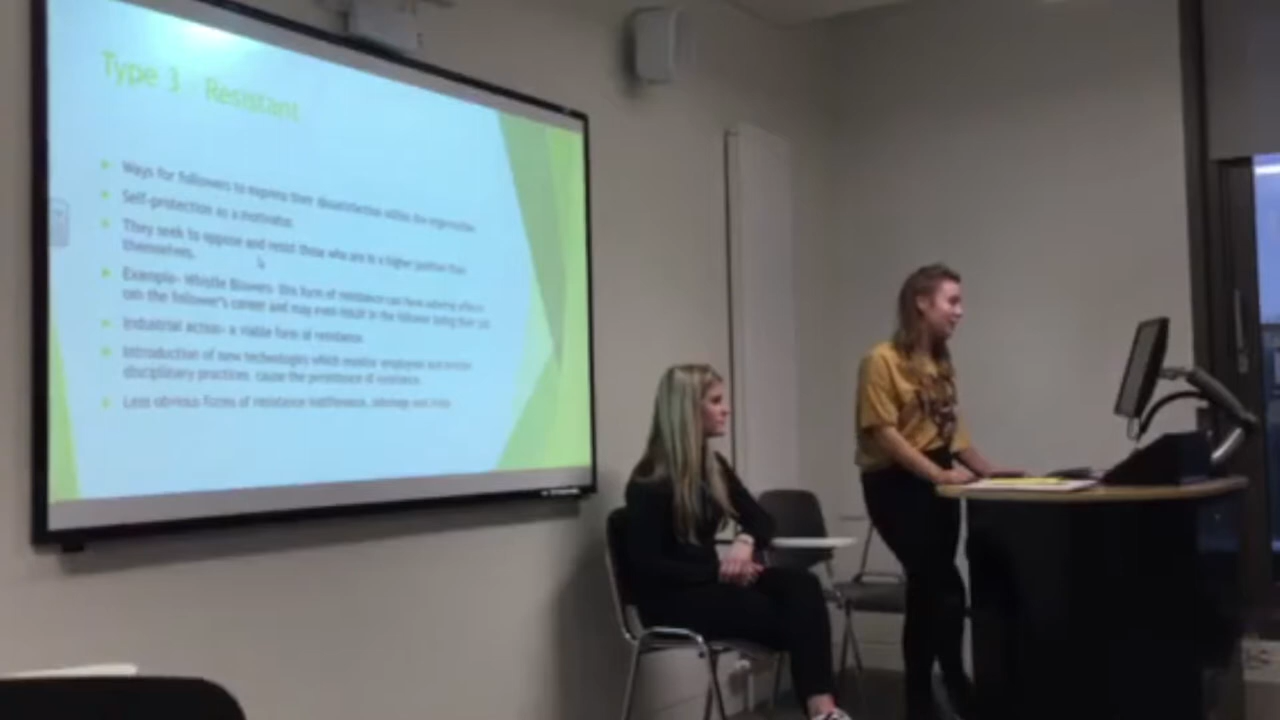 Type 3 Resistant
Ways for followers to express their dissatisfaction within the organisation
Self-protection as a motivator.
They seek to oppose and resist those who are in a higher position than
themselves.
Example- Whistle Blowers- this form of resistance can have
on the follower's career and may even result in the follower being
Industrial action- a viable form of resistance.
Introduction of new technologies which monitor employees and
disciplinary practices cause the persistence of resistance.
Less obvious forms of resistance